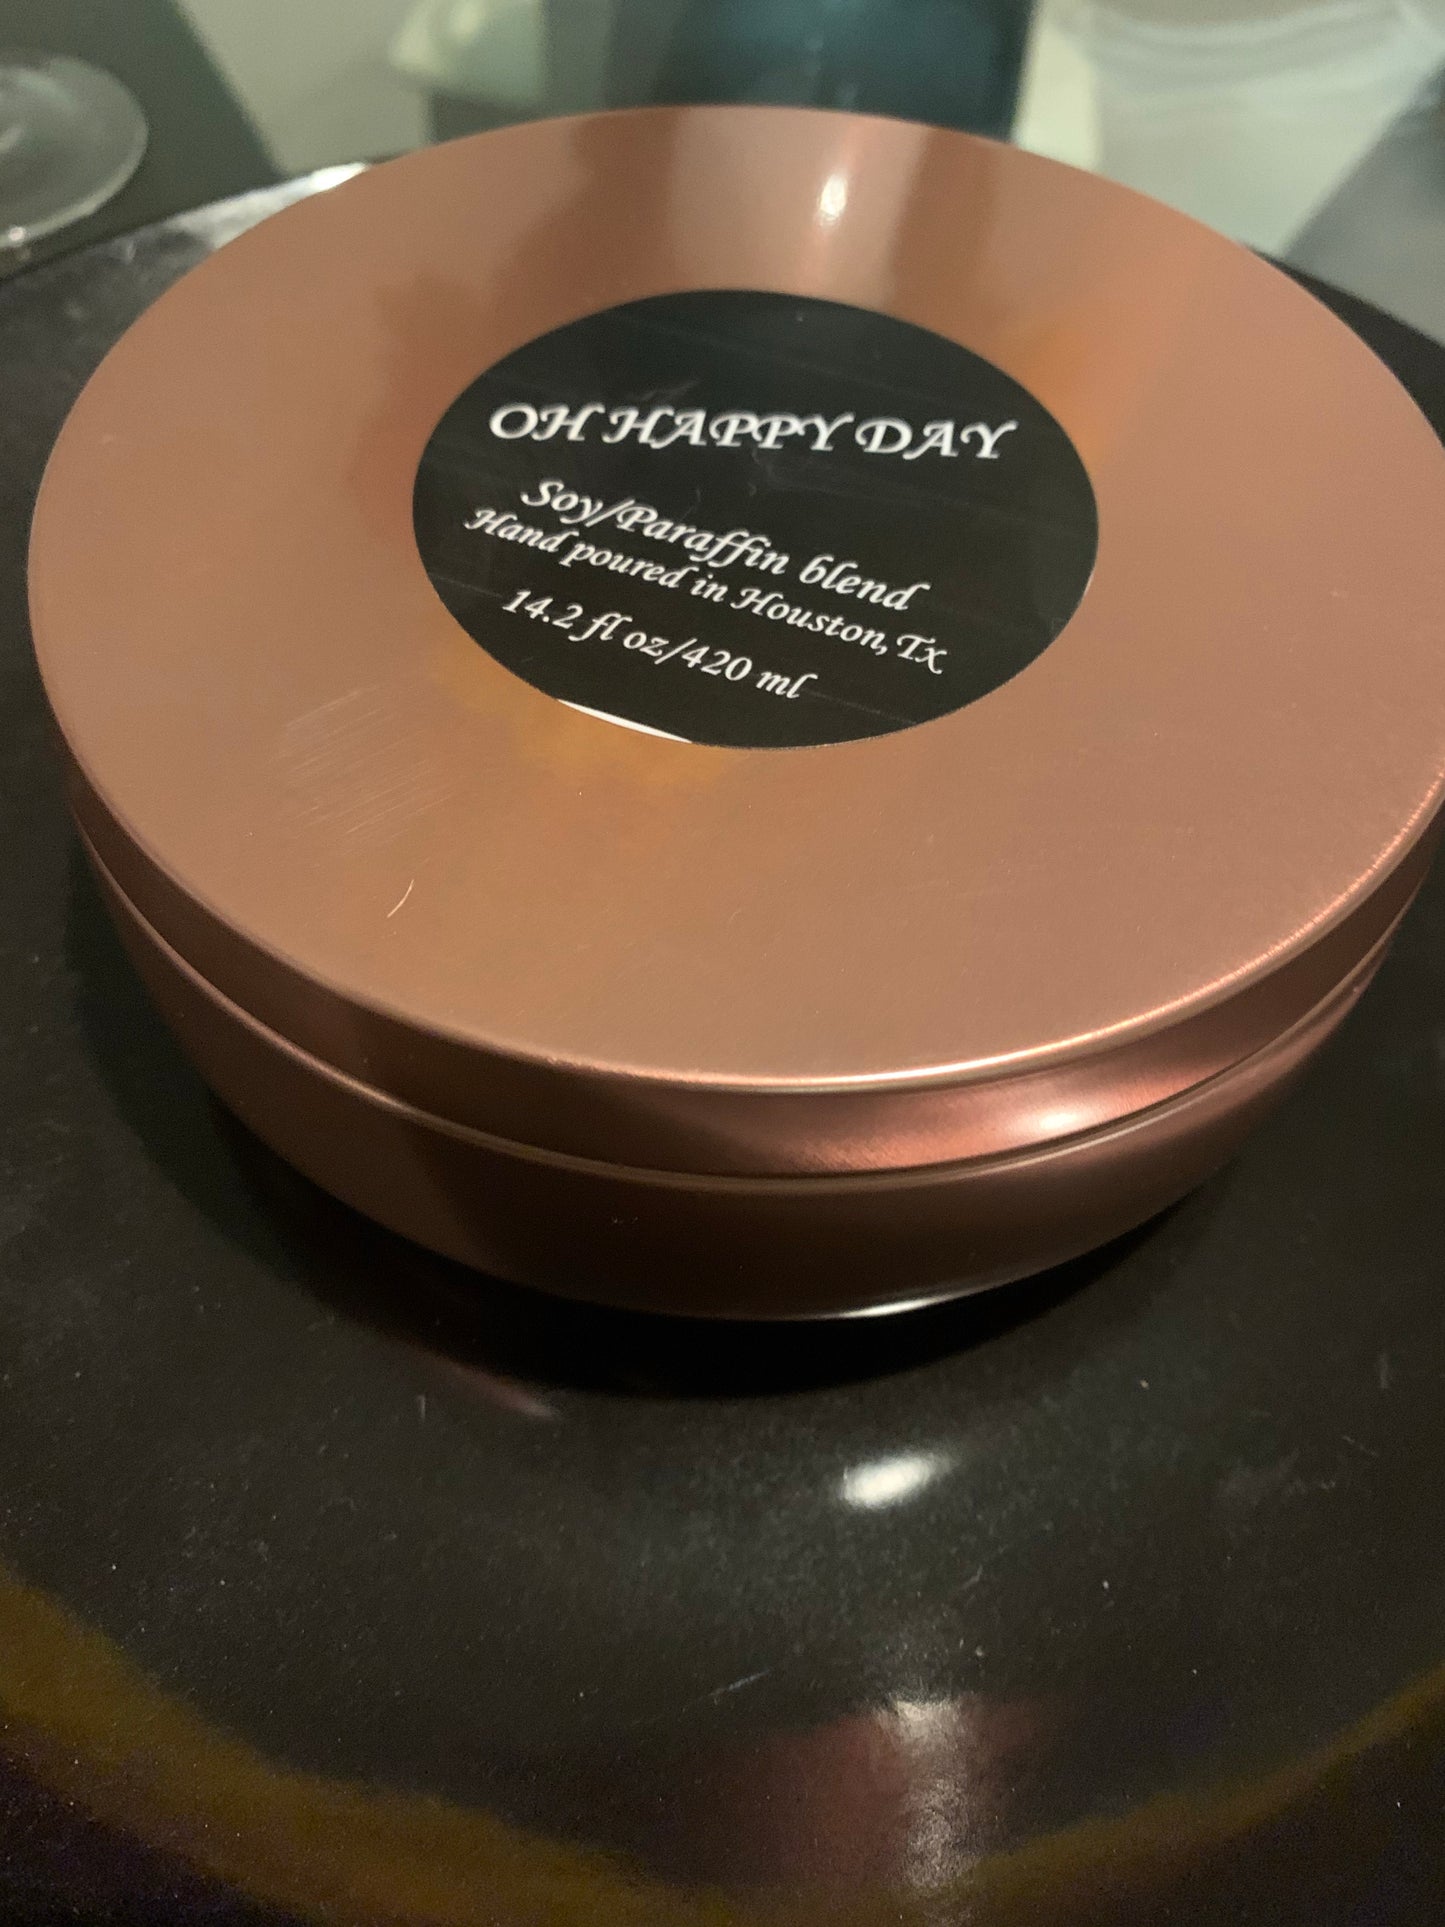 OH HAPPY DAY
Soy/Paraffin blend
Hand poured in Houston, Tx
14.2 fl oz/420 ml